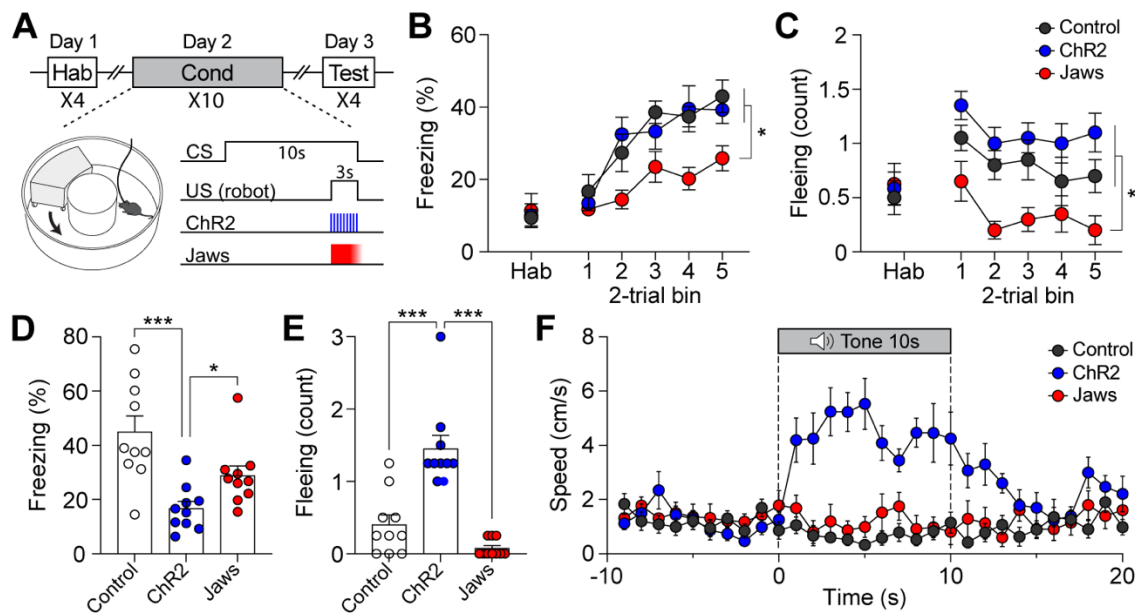 A
Day 1
Day 2
Day 3
Hab
Cond
Test
X4
X10
X4
CS
10s
US (robot)
3s
ChR2
Jaws
B
Freezing (%)
60
40
20
0
Hab
1 2 3 4 5
2-trial bin
*
C
Fleeing (count)
2
1.5
1
0.5
0
Hab
1 2 3 4 5
2-trial bin
Control
ChR2
Jaws
*
D
Freezing (%)
80
60
40
20
0
***
*
Control
ChR2
Jaws
E
Fleeing (count)
3
2
1
0
***
***
Control
ChR2
Jaws
F
Speed (cm/s)
8
6
4
2
0
Tone 10s
Control
ChR2
Jaws
-10 0 10 20
Time (s)